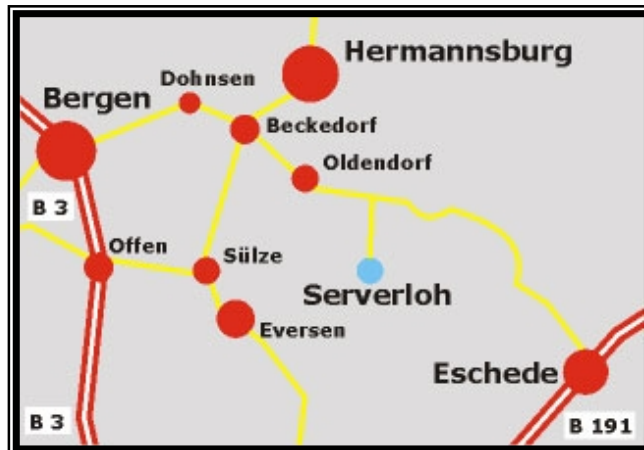 Hermannsburg
Dohnsen
Bergen
Beckedorf
Oldendorf
B 3
Offen
Sülze
Serverloh
Eversen
Eschede
B 3
B 191